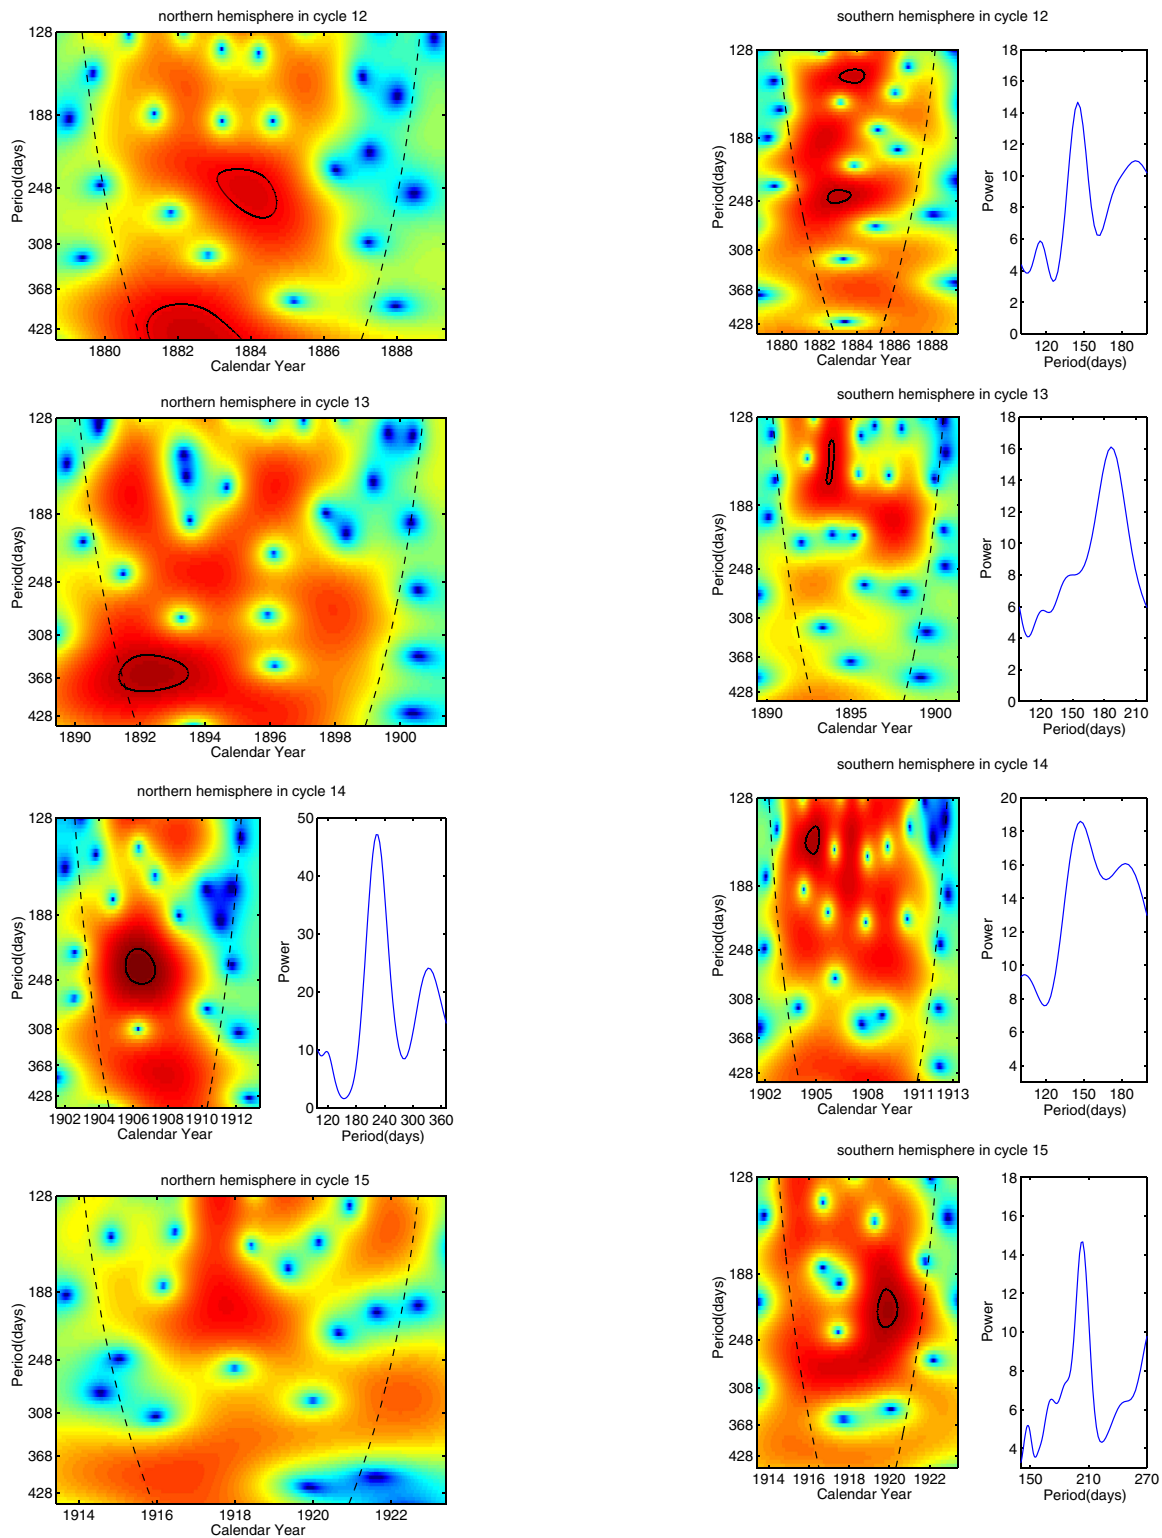 northern hemisphere in cycle 12
128
188
248
308
368
428
Period(days)
1880 1882 1884 1886 1888
Calendar Year
southern hemisphere in cycle 12
128
188
248
308
368
428
Period(days)
1880 1882 1884 1886 1888
Calendar Year
18
16
14
12
10
8
6
4
2
0
Power
120 150 180
Period(days)
northern hemisphere in cycle 13
128
188
248
308
368
428
Period(days)
1890 1892 1894 1896 1898 1900
Calendar Year
southern hemisphere in cycle 13
128
188
248
308
368
428
Period(days)
1890 1895 1900
Calendar Year
18
16
14
12
10
8
6
4
2
0
Power
120 150 180 210
Period(days)
northern hemisphere in cycle 14
128
188
248
308
368
428
Period(days)
1902 1904 1906 1908 1910 1912
Calendar Year
50
40
30
20
10
0
Power
120 180 240 300 360
Period(days)
southern hemisphere in cycle 14
128
188
248
308
368
428
Period(days)
1902 1905 1908 1911 1913
Calendar Year
20
18
16
14
12
10
8
6
4
Power
120 150 180
Period(days)
northern hemisphere in cycle 15
128
188
248
308
368
428
Period(days)
1914 1916 1918 1920 1922
Calendar Year
southern hemisphere in cycle 15
128
188
248
308
368
428
Period(days)
1914 1916 1918 1920 1922
Calendar Year
18
16
14
12
10
8
6
4
Power
150 210 270
Period(days)